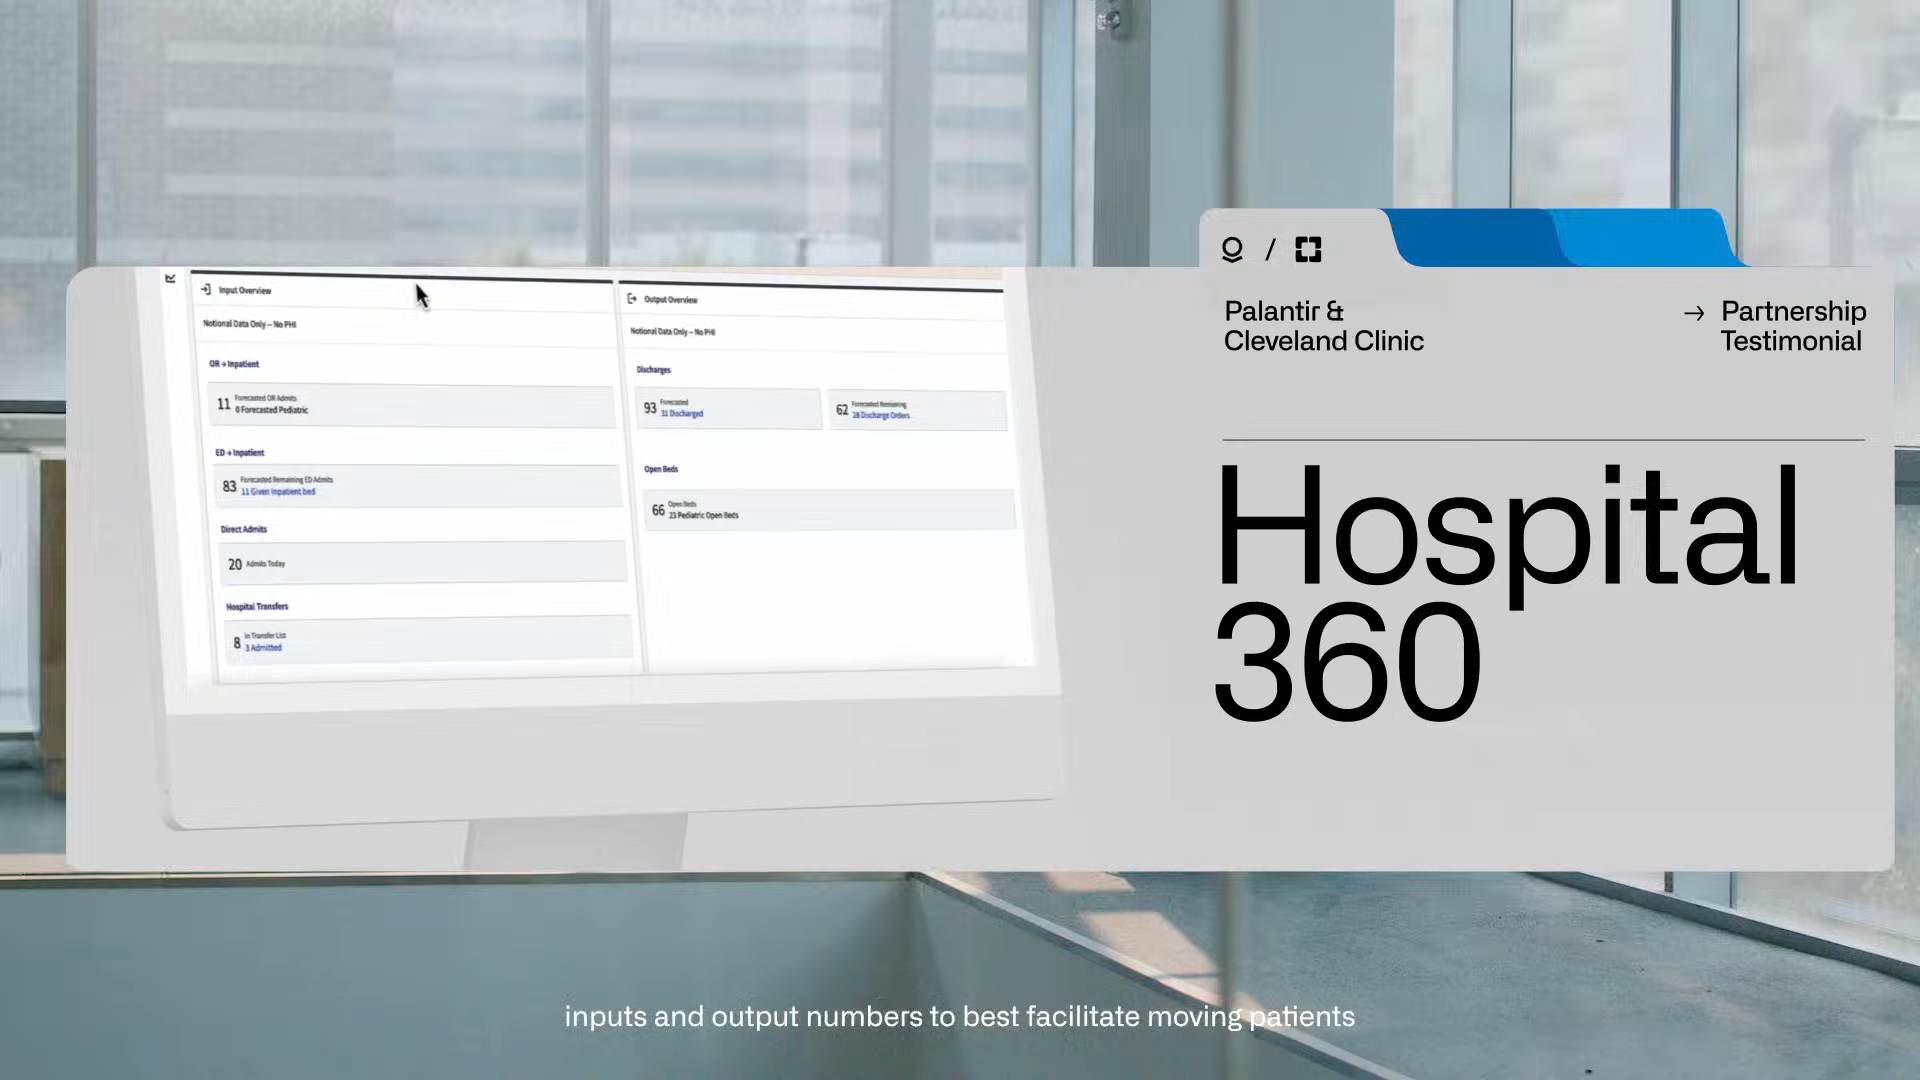 Input Overview
Notional Data Only – No PHI
OR → Inpatient
11
Forecasted OR Admits
0 Forecasted Pediatric
ED → Inpatient
83
Forecasted Remaining ED Admits
11 Given Inpatient bed
Direct Admits
20
Admits Today
Hospital Transfers
8
In Transfer List
3 Admitted
Output Overview
Notional Data Only – No PHI
Discharges
93
Forecasted
31 Discharged
62
Forecasted Remaining
28 Discharge Orders
Open Beds
66
Open Beds
23 Pediatric Open Beds
/
Palantir &
Cleveland Clinic
→ Partnership
Testimonial
Hospital
360
inputs and output numbers to best facilitate moving patients